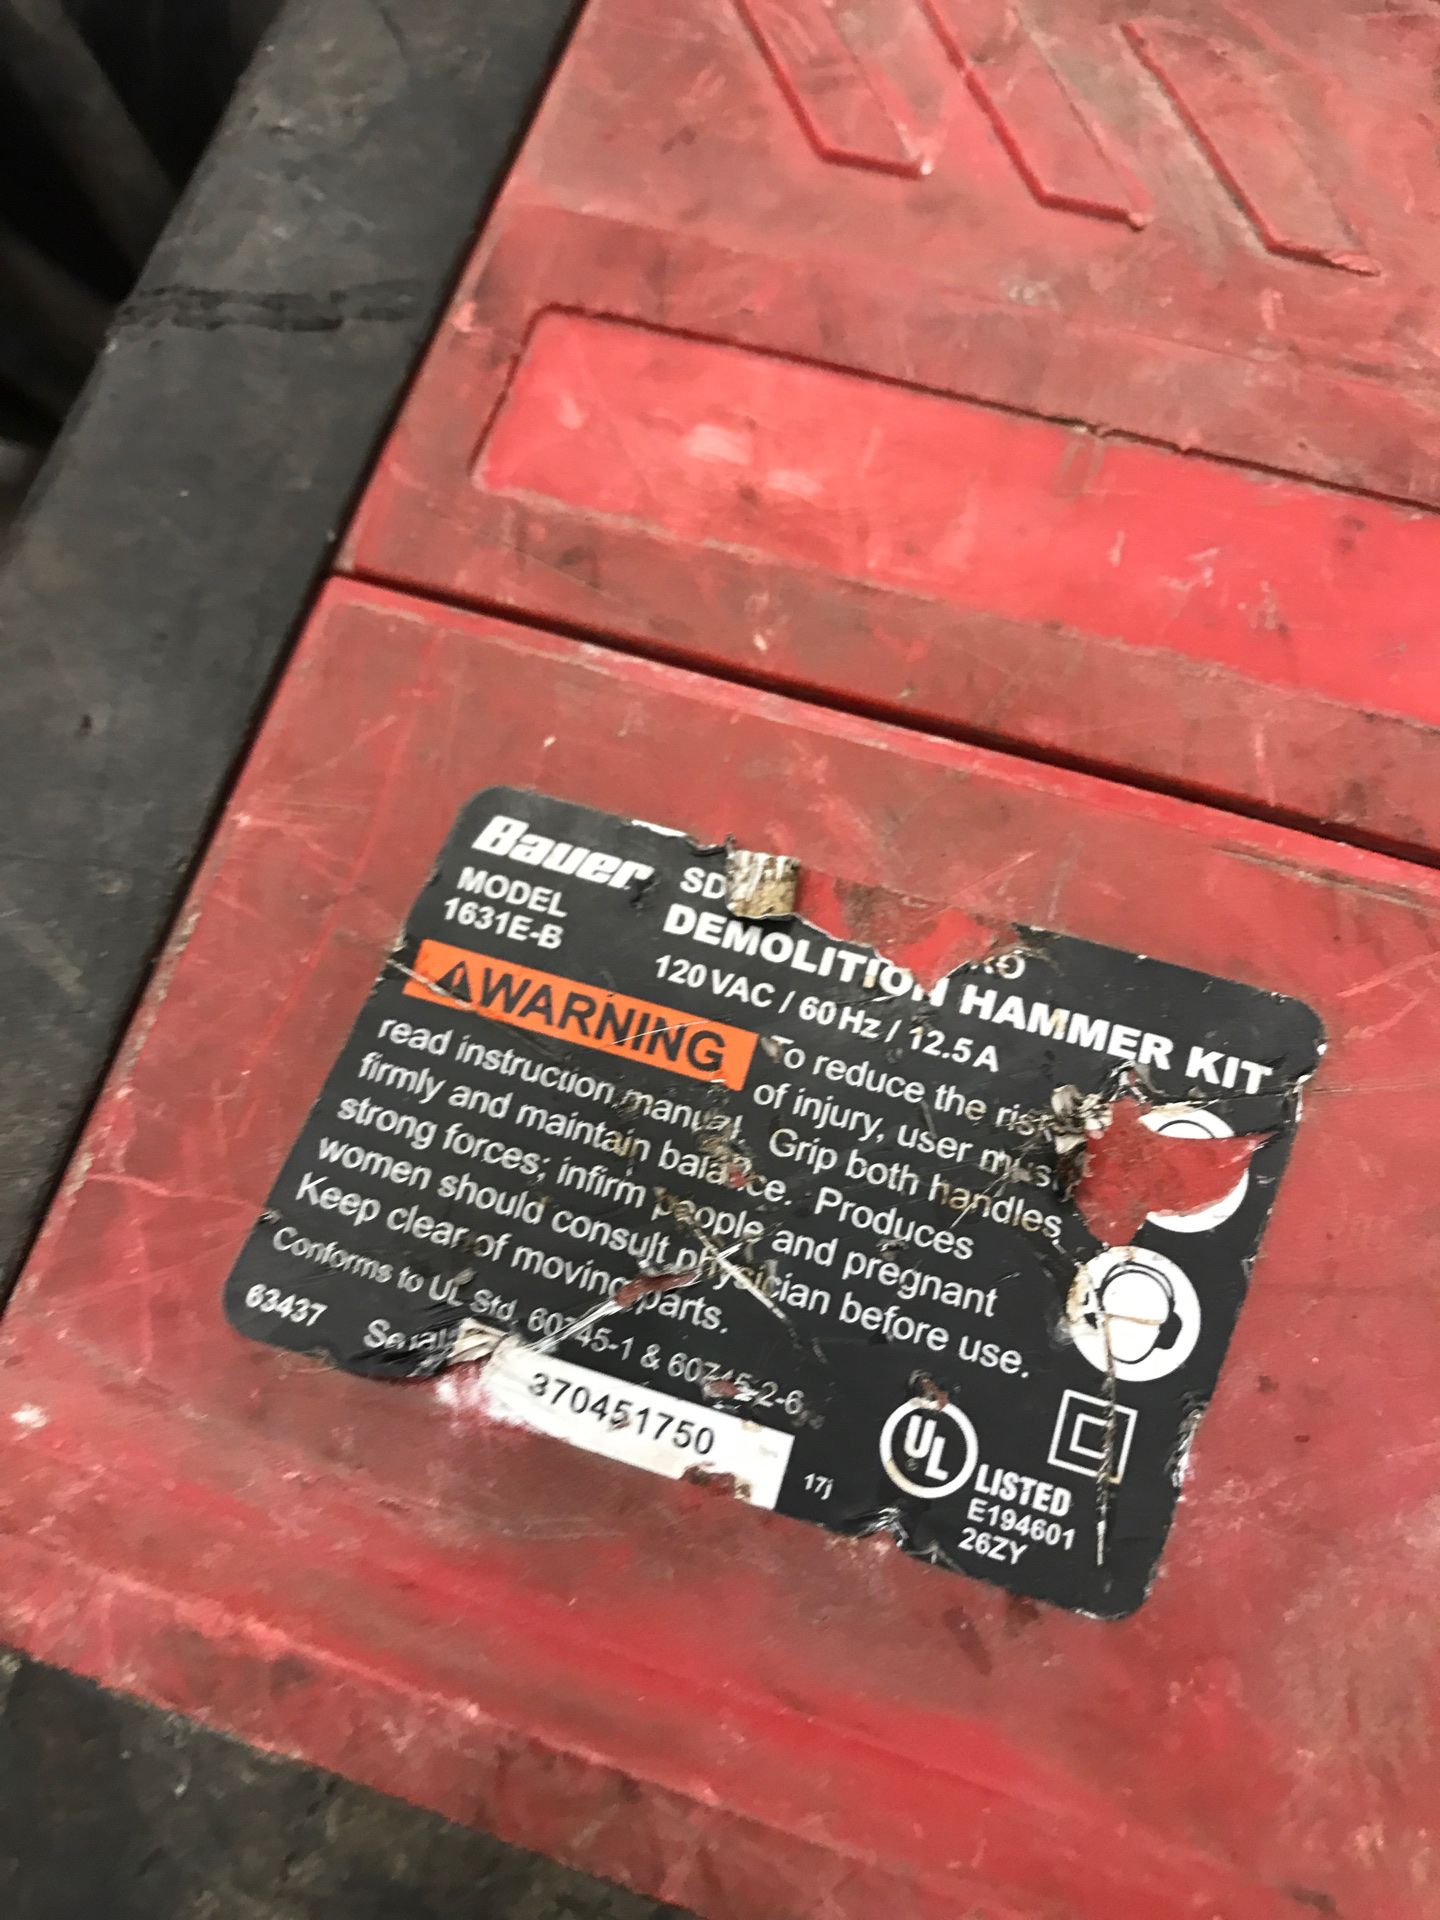 Bauer
MODEL
1631E-B
DEMOLITION HAMMER KIT
120 VAC / 60 Hz / 12.5 A
⚠WARNING To reduce the
of injury, user
read instruction manual. Grip both handles
firmly and maintain balance. Produces
strong forces; infirm people and pregnant
women should consult physician before use.
Keep clear of moving parts.
Conforms to UL Std. 60745-1 & 60745-2-6
63437 Serial
370451750
17j
UL LISTED
E194601
26ZY